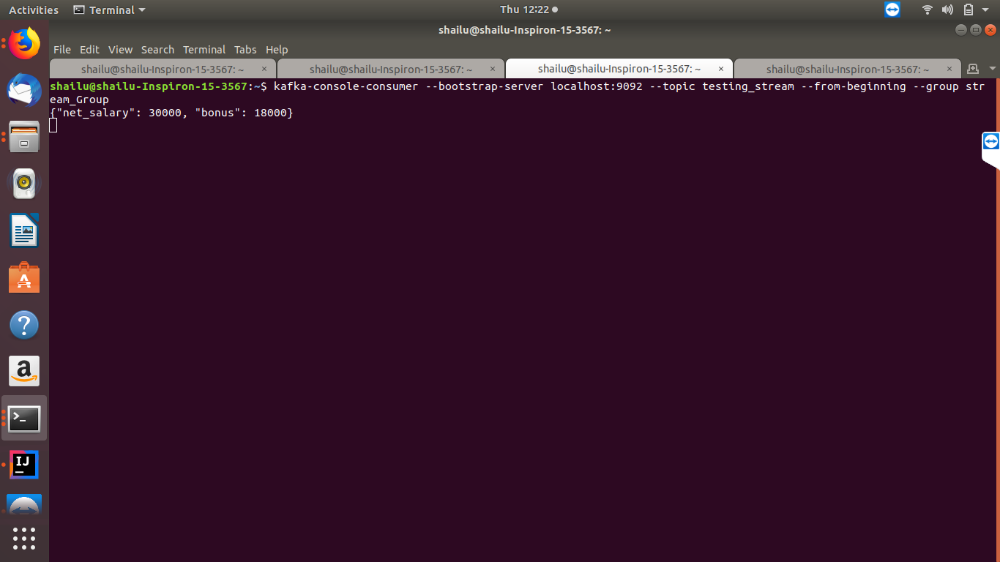 Activities Terminal Thu 12:22
shailu@shailu-Inspiron-15-3567: ~
File Edit View Search Terminal Tabs Help
shailu@shailu-Inspiron-15-3567: ~ × shailu@shailu-Inspiron-15-3567: ~ × shailu@shailu-Inspiron-15-3567: ~ × shailu@shailu-Inspiron-15-3567: ~ ×
shailu@shailu-Inspiron-15-3567:~$ kafka-console-consumer --bootstrap-server localhost:9092 --topic testing_stream --from-beginning --group str
eam_Group
{"net_salary": 30000, "bonus": 18000}
A
?
a
>_
IJ